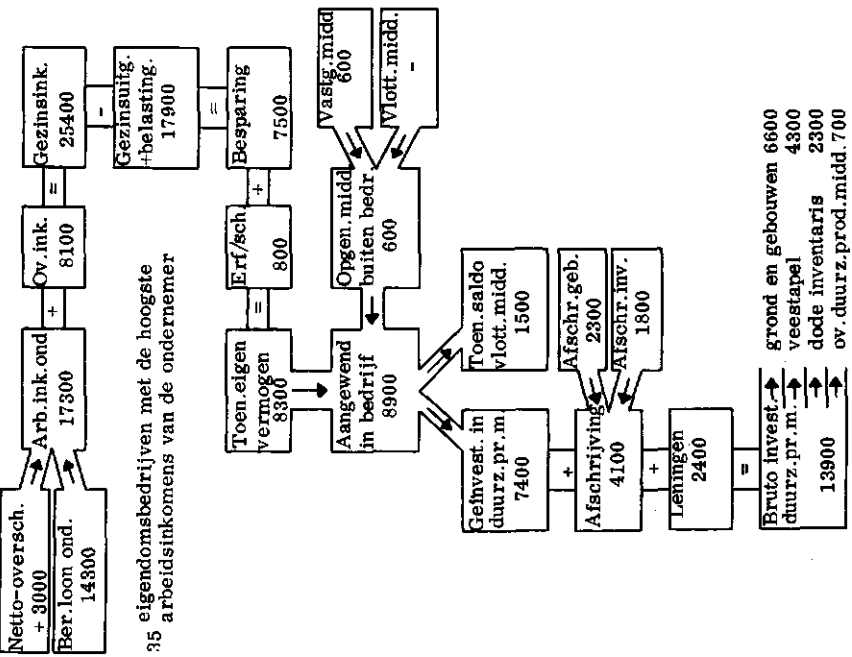 Netto-oversch.
+ 3000
Ber.loon ond.
14300
Arb.ink.ond
17300
+
Ov.ink.
8100
=
Gezinsink.
25400
-
Gezinsuitg.
+belasting.
17900
=
Besparing
7500
+
Erf/sch.
800
=
Toen.eigen
vermogen
8300
35 eigendomsbedrijven met de hoogste
arbeidsinkomens van de ondernemer
Vastg.midd
600
Vlott.midd.
-
Opgen.midd
buiten bedr.
600
Aangewend
in bedrijf
8900
Toen.saldo
vlott.midd.
1500
Geïnvest. in
duurz.pr.m.
7400
+
Afschr.geb.
2300
Afschr.inv.
1800
Afschrijving
4100
+
Leningen
2400
=
Bruto invest.
duurz.pr.m.
13900
grond en gebouwen 6600
veestapel 4300
dode inventaris 2300
ov.duurz.prod.midd.700